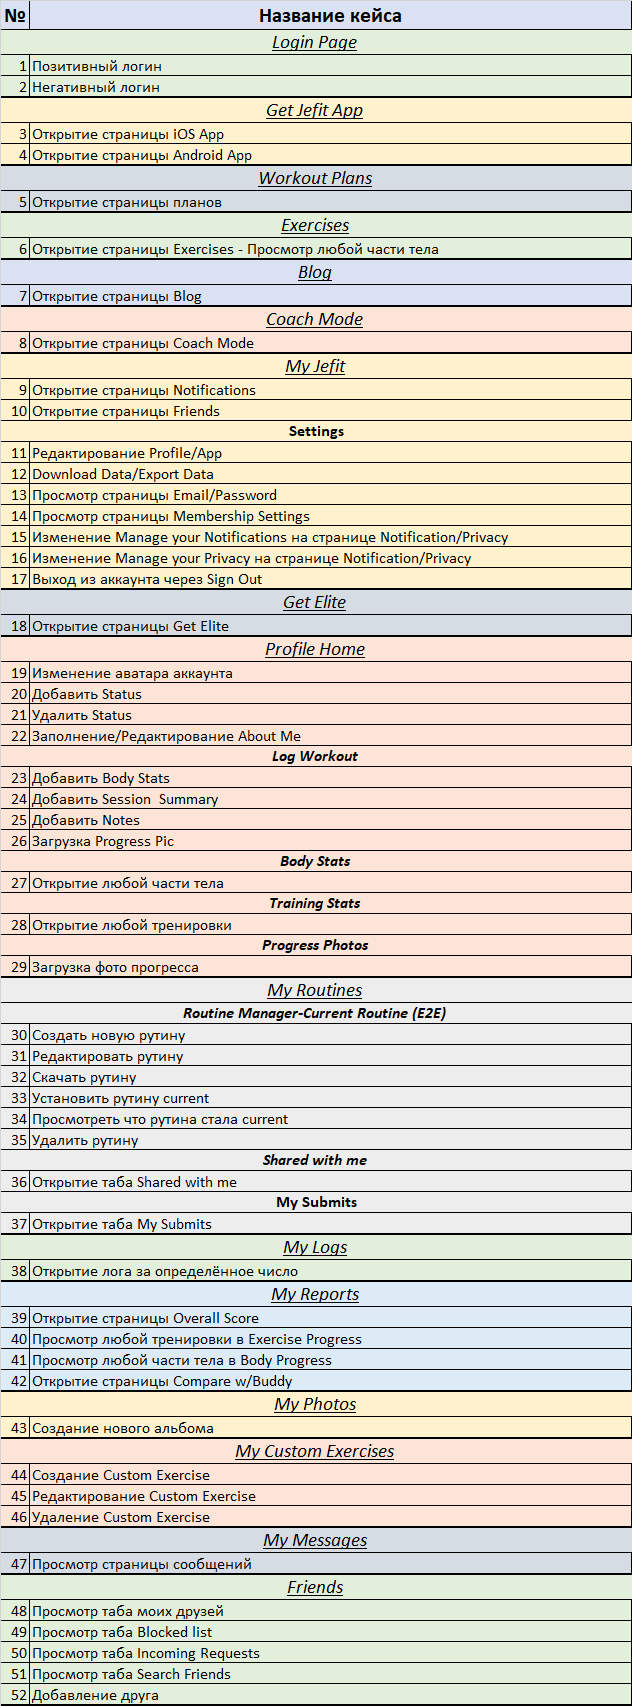 № Название кейса
Login Page
1 Позитивный логин
2 Негативный логин
Get Jefit App
3 Открытие страницы iOS App
4 Открытие страницы Android App
Workout Plans
5 Открытие страницы планов
Exercises
6 Открытие страницы Exercises - Просмотр любой части тела
Blog
7 Открытие страницы Blog
Coach Mode
8 Открытие страницы Coach Mode
My Jefit
9 Открытие страницы Notifications
10 Открытие страницы Friends
Settings
11 Редактирование Profile/App
12 Download Data/Export Data
13 Просмотр страницы Email/Password
14 Просмотр страницы Membership Settings
15 Изменение Manage your Notifications на странице Notification/Privacy
16 Изменение Manage your Privacy на странице Notification/Privacy
17 Выход из аккаунта через Sign Out
Get Elite
18 Открытие страницы Get Elite
Profile Home
19 Изменение аватара аккаунта
20 Добавить Status
21 Удалить Status
22 Заполнение/Редактирование About Me
Log Workout
23 Добавить Body Stats
24 Добавить Session  Summary
25 Добавить Notes
26 Загрузка Progress Pic
Body Stats
27 Открытие любой части тела
Training Stats
28 Открытие любой тренировки
Progress Photos
29 Загрузка фото прогресса
My Routines
Routine Manager-Current Routine (E2E)
30 Создать новую рутину
31 Редактировать рутину
32 Скачать рутину
33 Установить рутину current
34 Просмотреть что рутина стала current
35 Удалить рутину
Shared with me
36 Открытие таба Shared with me
My Submits
37 Открытие таба My Submits
My Logs
38 Открытие лога за определённое число
My Reports
39 Открытие страницы Overall Score
40 Просмотр любой тренировки в Exercise Progress
41 Просмотр любой части тела в Body Progress
42 Открытие страницы Compare w/Buddy
My Photos
43 Создание нового альбома
My Custom Exercises
44 Создание Custom Exercise
45 Редактирование Custom Exercise
46 Удаление Custom Exercise
My Messages
47 Просмотр страницы сообщений
Friends
48 Просмотр таба моих друзей
49 Просмотр таба Blocked list
50 Просмотр таба Incoming Requests
51 Просмотр таба Search Friends
52 Добавление друга